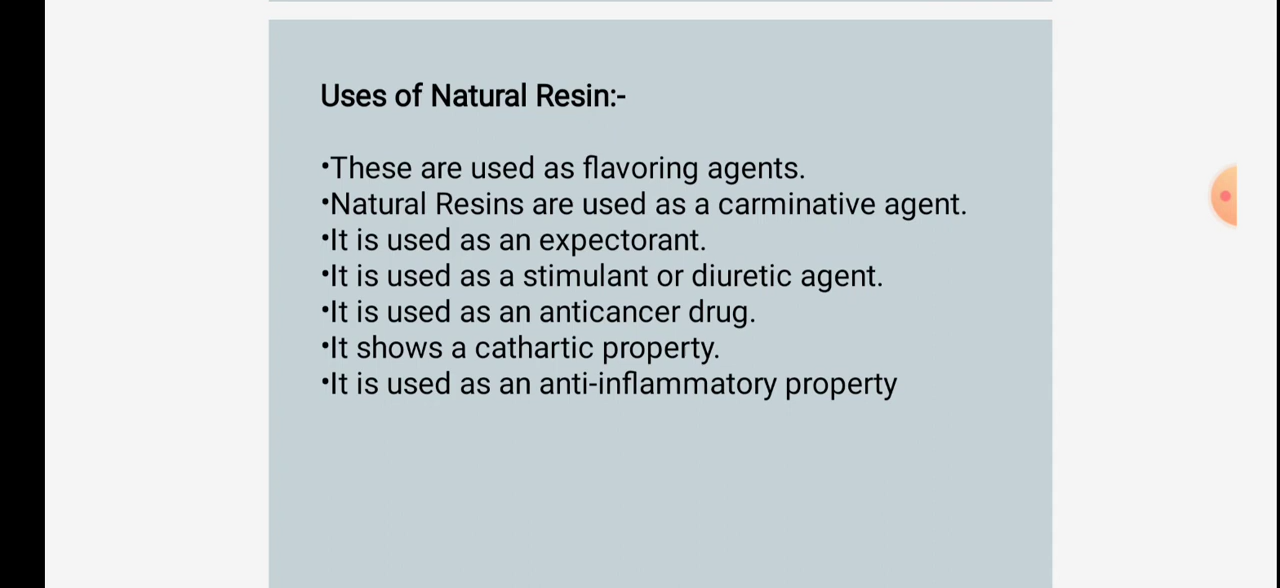 Uses of Natural Resin:-
•These are used as flavoring agents.
•Natural Resins are used as a carminative agent.
•It is used as an expectorant.
•It is used as a stimulant or diuretic agent.
•It is used as an anticancer drug.
•It shows a cathartic property.
•It is used as an anti-inflammatory property